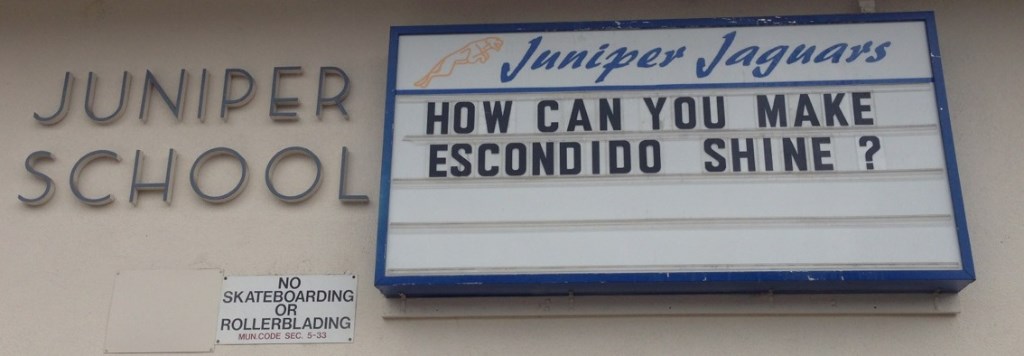 JUNIPER
SCHOOL
Juniper Jaguars
HOW CAN YOU MAKE
ESCONDIDO SHINE ?
NO
SKATEBOARDING
OR
ROLLERBLADING
MUN.CODE SEC. 5-33